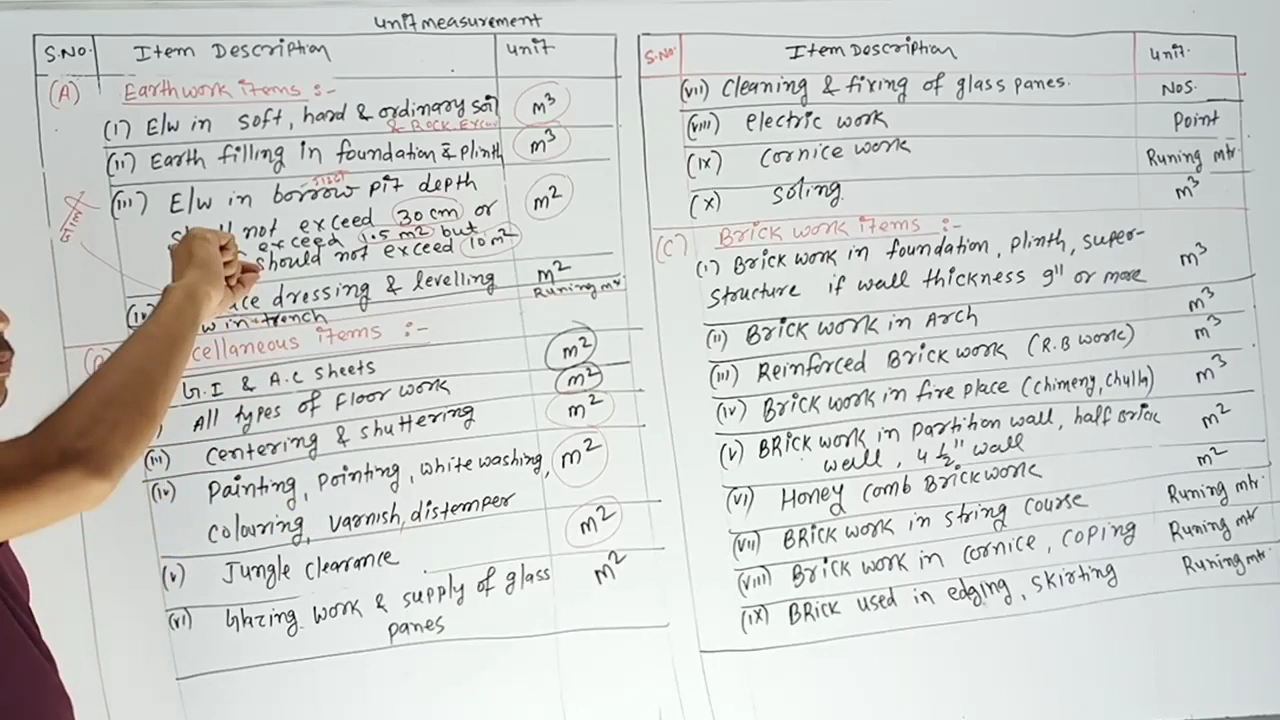 unit measurement
S.No. Item Description unit
(A) Earthwork items :-
(i) E/w in soft, hard & ordinary soil m³
& Rock Excav
(ii) Earth filling in foundation & plinth m³
(iii) E/w in borrow pit depth m²
not exceed 30 cm or
exceed 1.5 m² but
should not exceed 10 m²
dressing & levelling m²
in trench Runing mtr
items :-
G.I & A.C sheets m²
All types of floor work m²
(iii) Centering & shuttering m²
(iv) Painting, pointing, white washing, m²
colouring, varnish, distemper
(v) Jungle clearance m²
(vi) Glazing work & supply of glass m²
panes
S.No. Item Description unit
(vii) Cleaning & fixing of glass panes. Nos.
(viii) electric work Point
(ix) Cornice work Runing mtr.
(x) soling m³
(C) Brick work items :-
(i) Brick work in foundation, plinth, super- m³
structure if wall thickness 9" or more
(ii) Brick work in Arch m³
(iii) Reinforced Brick work (R.B work) m³
(iv) Brick work in fire place (chimeng, chulla) m³
(v) BRick work in Partition wall, half brick m²
wall, 4 ½" wall
(vi) Honey Comb Brickwork m²
(vii) BRick work in string course Runing mtr.
(viii) Brick work in cornice, coping Runing mtr
(ix) BRick used in edging, skirting Runing mtr.